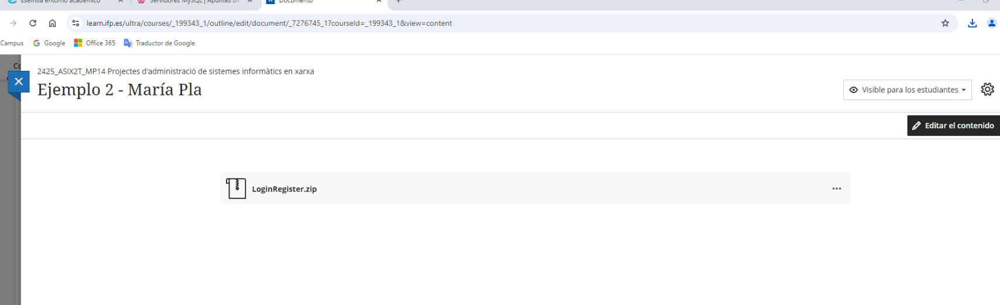 Esemtia entorno académico
Servidores MySQL | Apuntes de
Documento
learn.ifp.es/ultra/courses/_199343_1/outline/edit/document/_7276745_1?courseId=_199343_1&view=content
Campus
Google
Office 365
Traductor de Google
2425_ASIX2T_MP14 Projectes d'administració de sistemes informàtics en xarxa
Ejemplo 2 - María Pla
Visible para los estudiantes
Editar el contenido
LoginRegister.zip